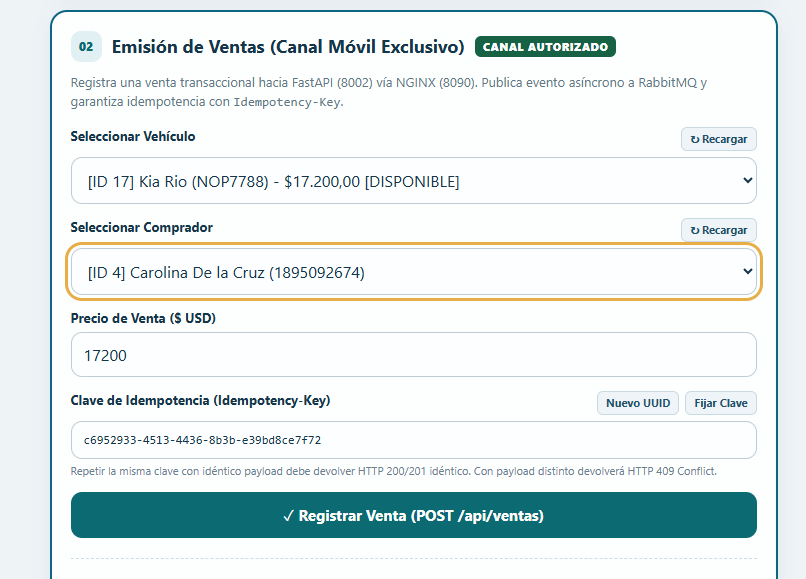 02 Emisión de Ventas (Canal Móvil Exclusivo) CANAL AUTORIZADO
Registra una venta transaccional hacia FastAPI (8002) vía NGINX (8090). Publica evento asíncrono a RabbitMQ y
garantiza idempotencia con Idempotency-Key.
Seleccionar Vehículo ↻ Recargar
[ID 17] Kia Rio (NOP7788) - $17.200,00 [DISPONIBLE]
Seleccionar Comprador ↻ Recargar
[ID 4] Carolina De la Cruz (1895092674)
Precio de Venta ($ USD)
17200
Clave de Idempotencia (Idempotency-Key) Nuevo UUID Fijar Clave
c6952933-4513-4436-8b3b-e39bd8ce7f72
Repetir la misma clave con idéntico payload debe devolver HTTP 200/201 idéntico. Con payload distinto devolverá HTTP 409 Conflict.
✓ Registrar Venta (POST /api/ventas)